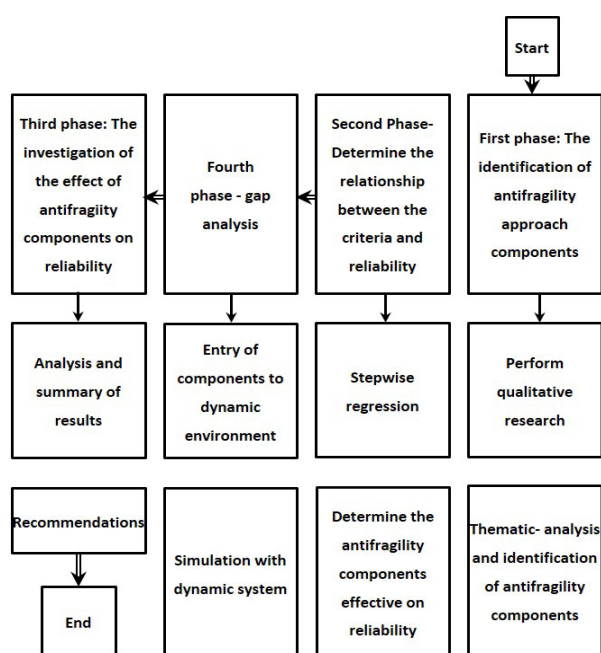 Start
Third phase: The
investigation of
the effect of
antifragiity
components on
reliability
Fourth
phase - gap
analysis
Second Phase-
Determine the
relationship
between the
criteria and
reliability
First phase: The
identification of
antifragility
approach
components
Analysis and
summary of
results
Entry of
components to
dynamic
environment
Stepwise
regression
Perform
qualitative
research
Recommendations
End
Simulation with
dynamic system
Determine the
antifragility
components
effective on
reliability
Thematic- analysis
and identification
of antifragility
components